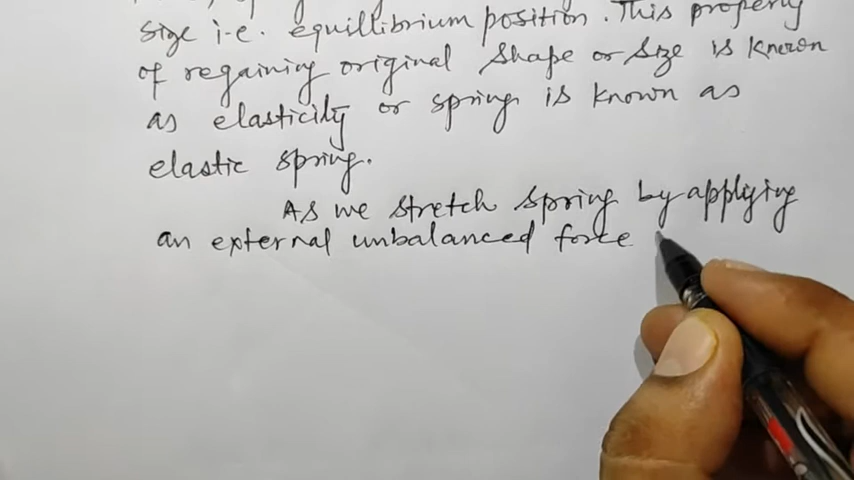 size i.e. equillibrium position. This property
of regaining original shape or size is known
as elasticity or spring is known as
elastic spring.
As we stretch spring by applying
an external unbalanced force